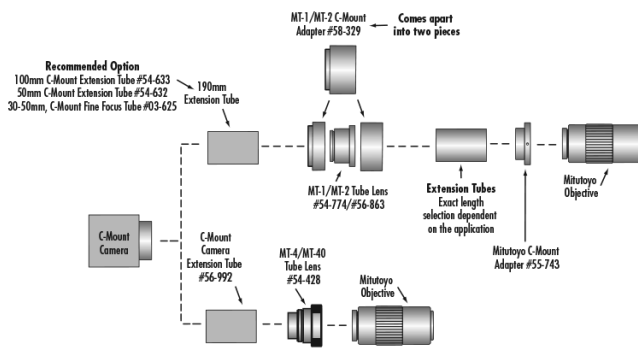 MT-1/MT-2 C-Mount
Adapter #58-329
Comes apart
into two pieces
Recommended Option
100mm C-Mount Extension Tube #54-633
50mm C-Mount Extension Tube #54-632
30-50mm, C-Mount Fine Focus Tube #03-625
190mm
Extension Tube
MT-1/MT-2 Tube Lens
#54-774/#56-863
Extension Tubes
Exact length
selection dependent
on the application
Mitutoyo
Objective
Mitutoyo C-Mount
Adapter #55-743
C-Mount
Camera
C-Mount
Camera
Extension Tube
#56-992
MT-4/MT-40
Tube Lens
#54-428
Mitutoyo
Objective